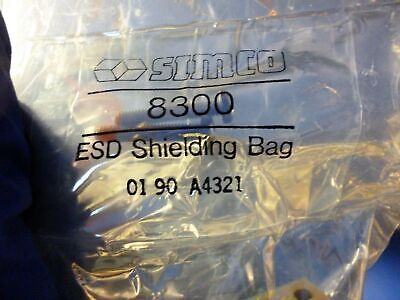 SIMCO
8300
ESD Shielding Bag
01 90 A4321